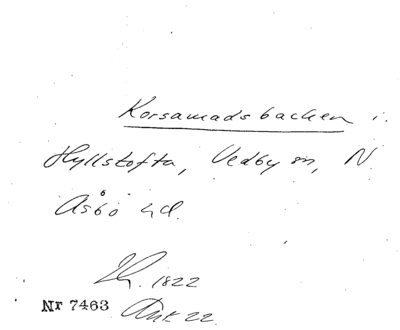 Korsamadsbacken i.
Hyllstofta, Vedby sn, N.
Åsbo hd.
1822
Nr 7463